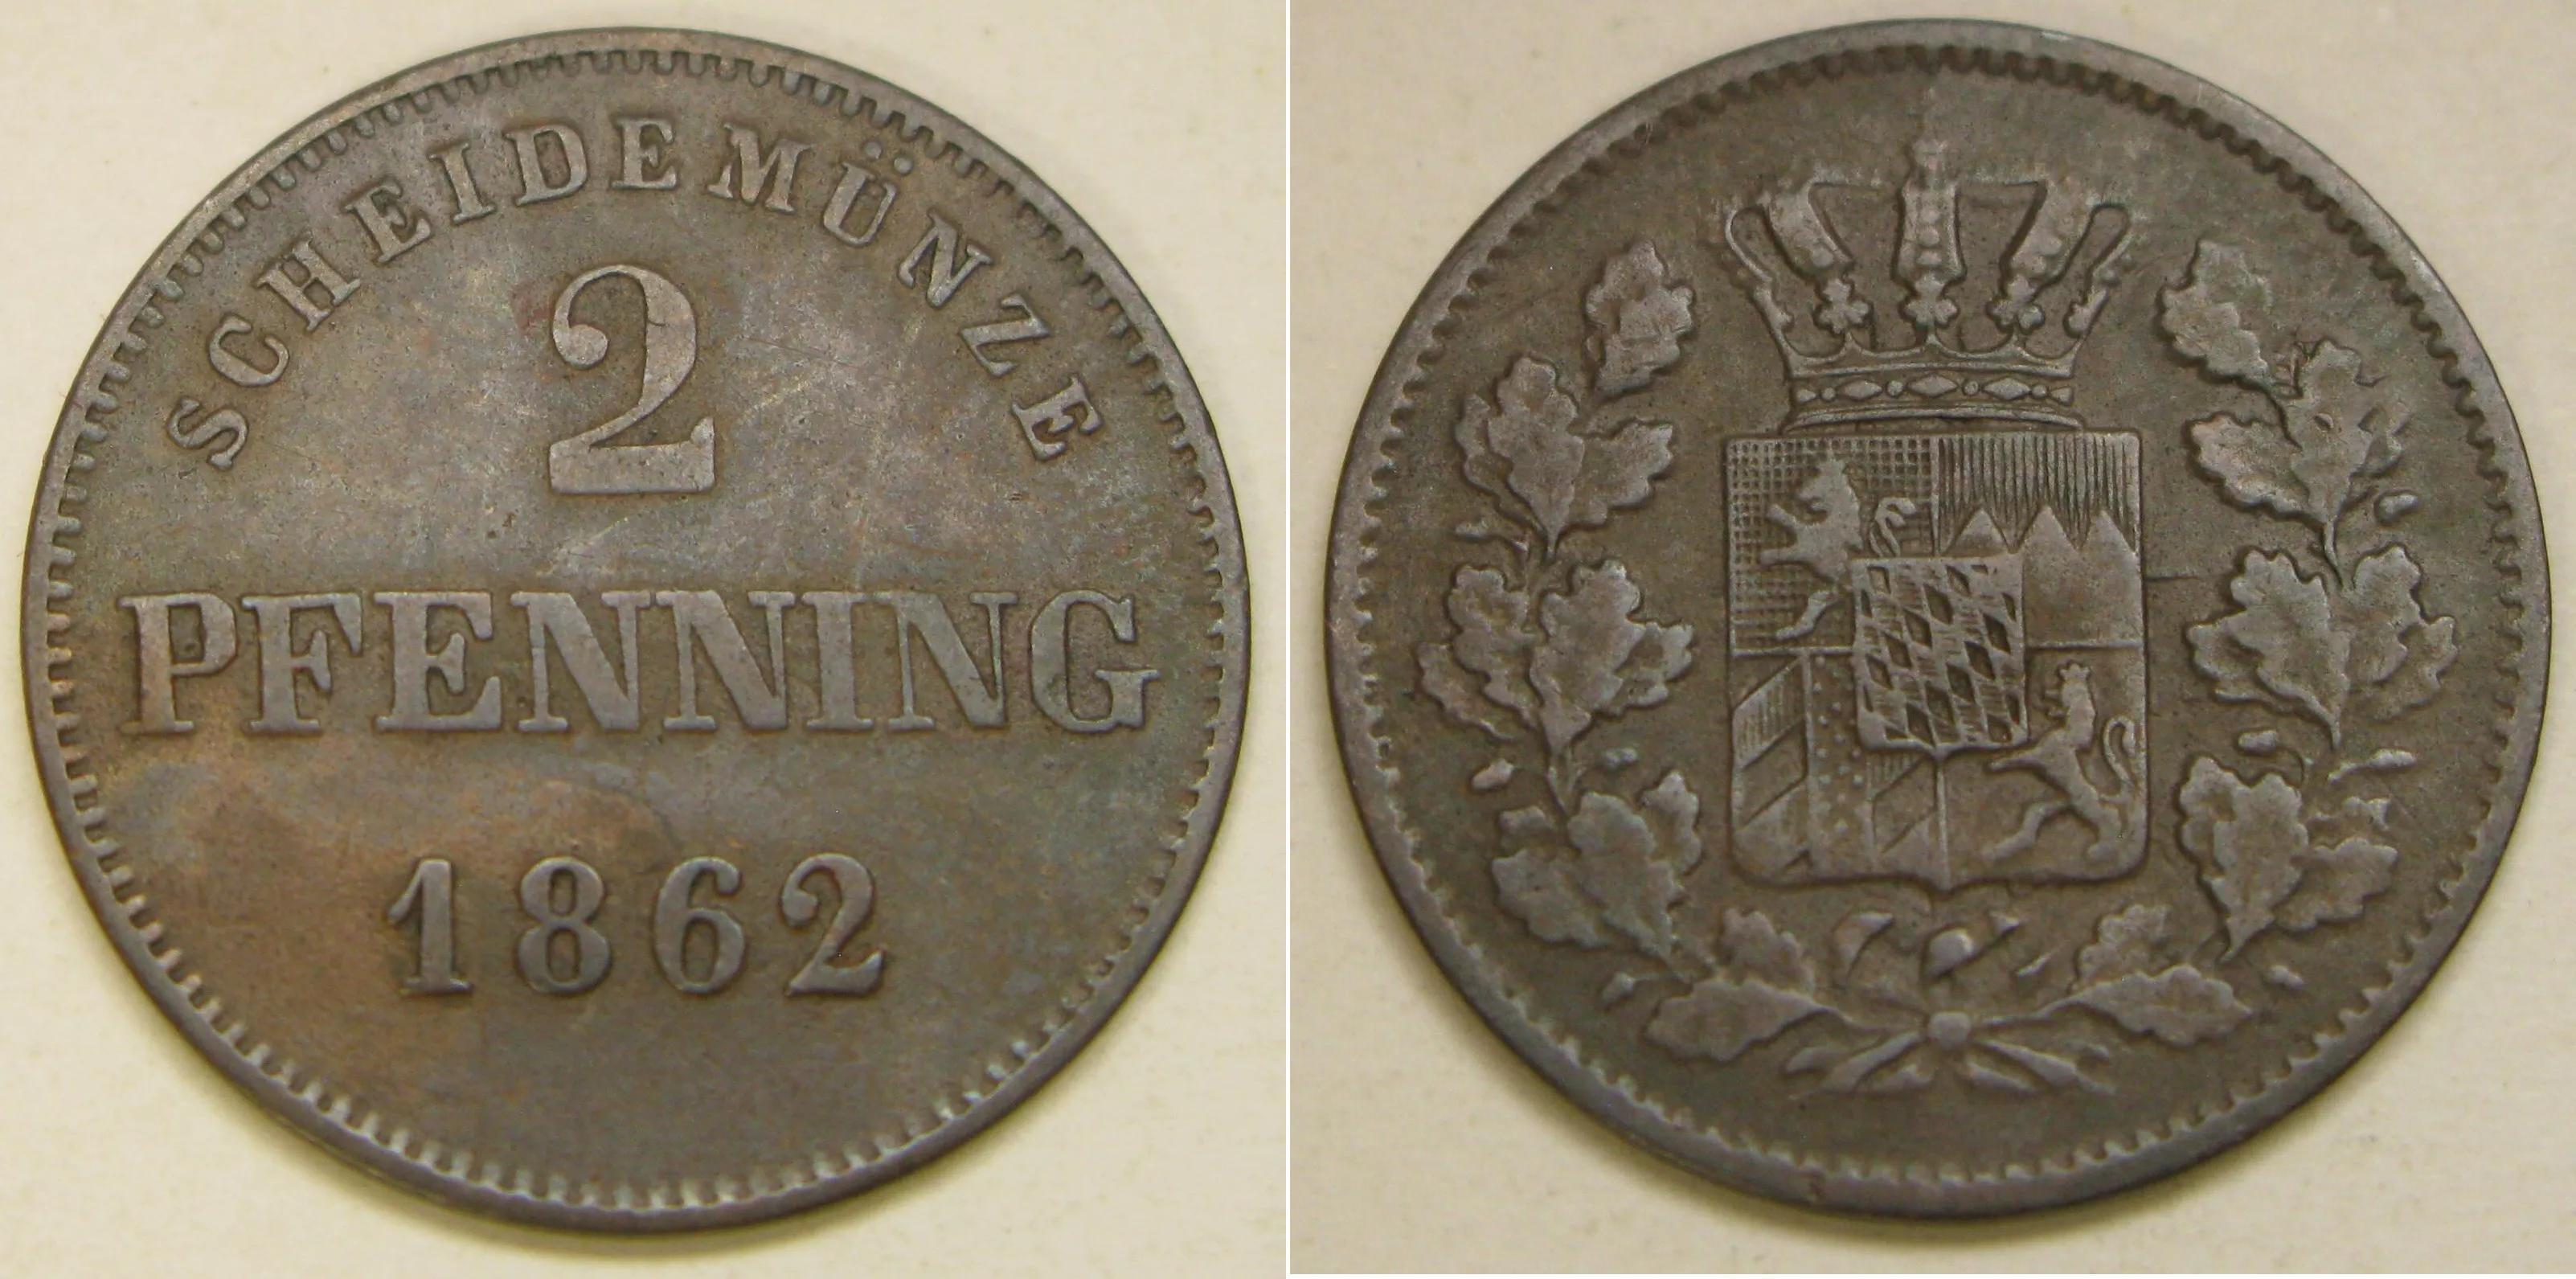 SCHEIDEMÜNZE
2
PFENNING
1862